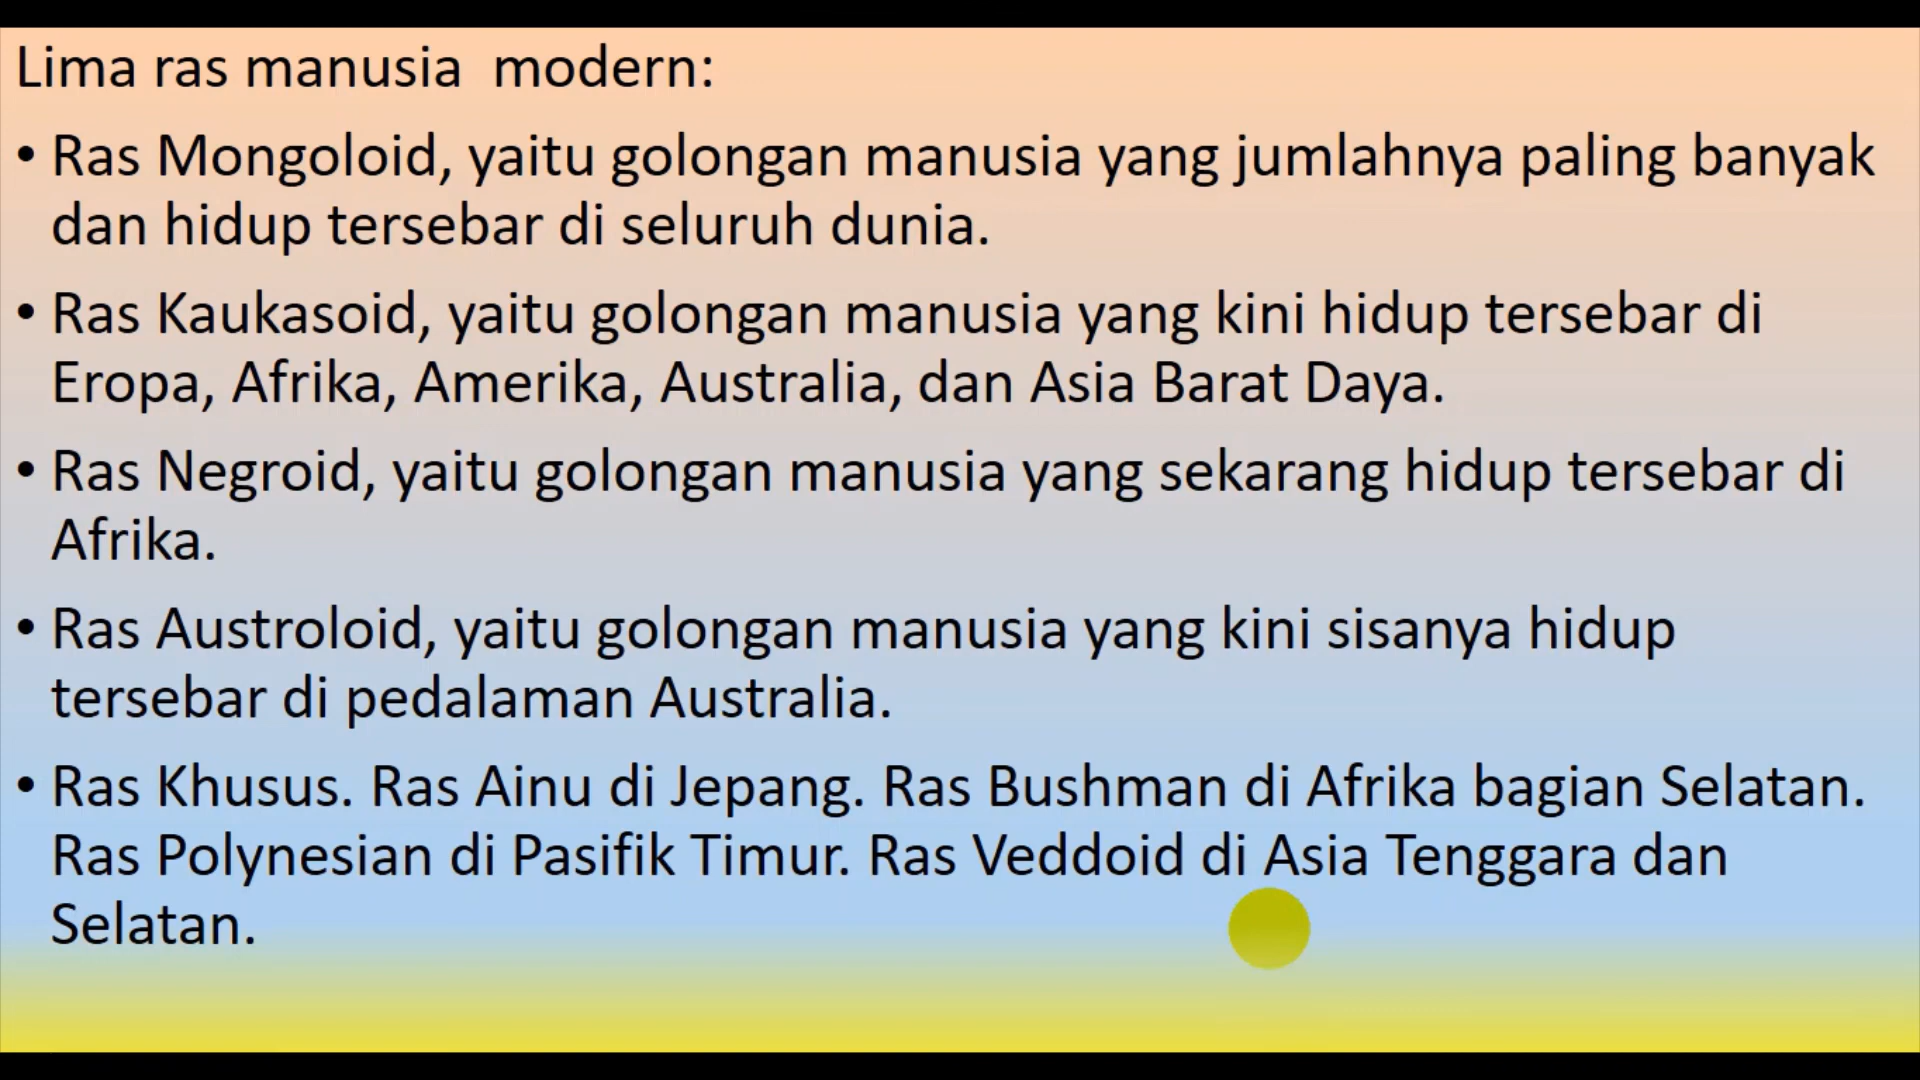 Lima ras manusia  modern:
• Ras Mongoloid, yaitu golongan manusia yang jumlahnya paling banyak
dan hidup tersebar di seluruh dunia.
• Ras Kaukasoid, yaitu golongan manusia yang kini hidup tersebar di
Eropa, Afrika, Amerika, Australia, dan Asia Barat Daya.
• Ras Negroid, yaitu golongan manusia yang sekarang hidup tersebar di
Afrika.
• Ras Austroloid, yaitu golongan manusia yang kini sisanya hidup
tersebar di pedalaman Australia.
• Ras Khusus. Ras Ainu di Jepang. Ras Bushman di Afrika bagian Selatan.
Ras Polynesian di Pasifik Timur. Ras Veddoid di Asia Tenggara dan
Selatan.